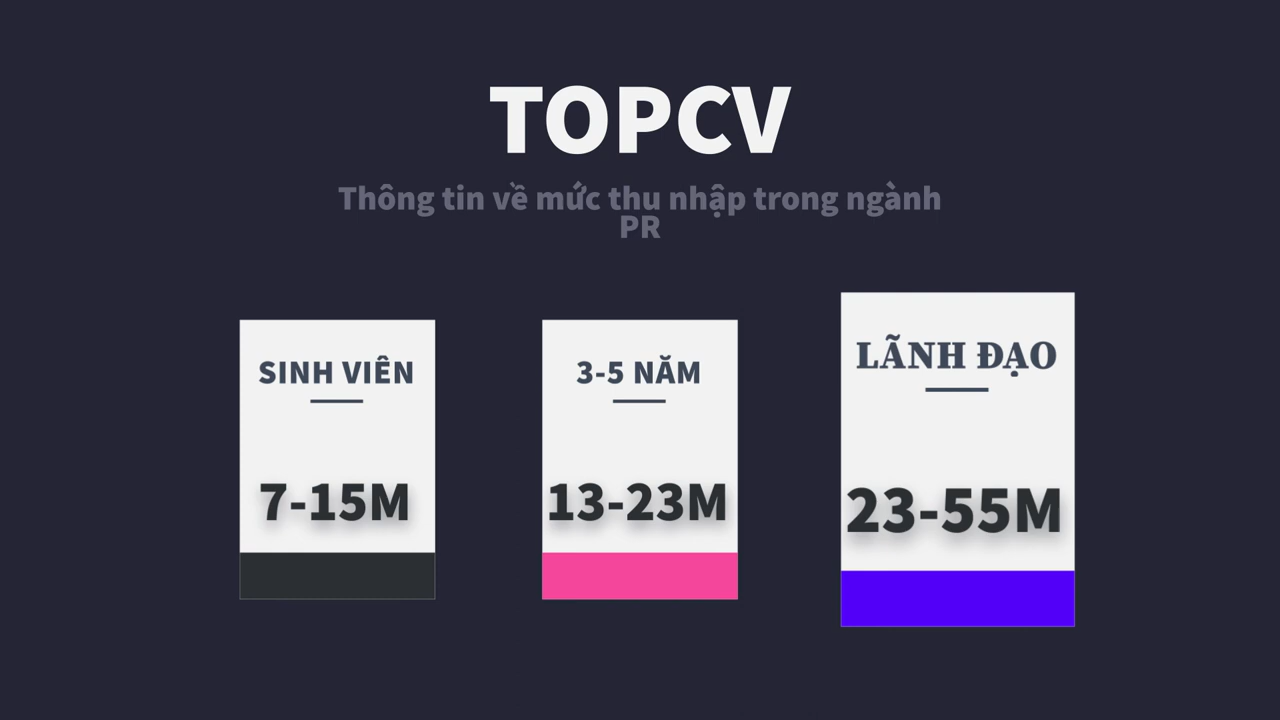 TOPCV
Thông tin về mức thu nhập trong ngành
PR
SINH VIÊN
7-15M
3-5 NĂM
13-23M
LÃNH ĐẠO
23-55M